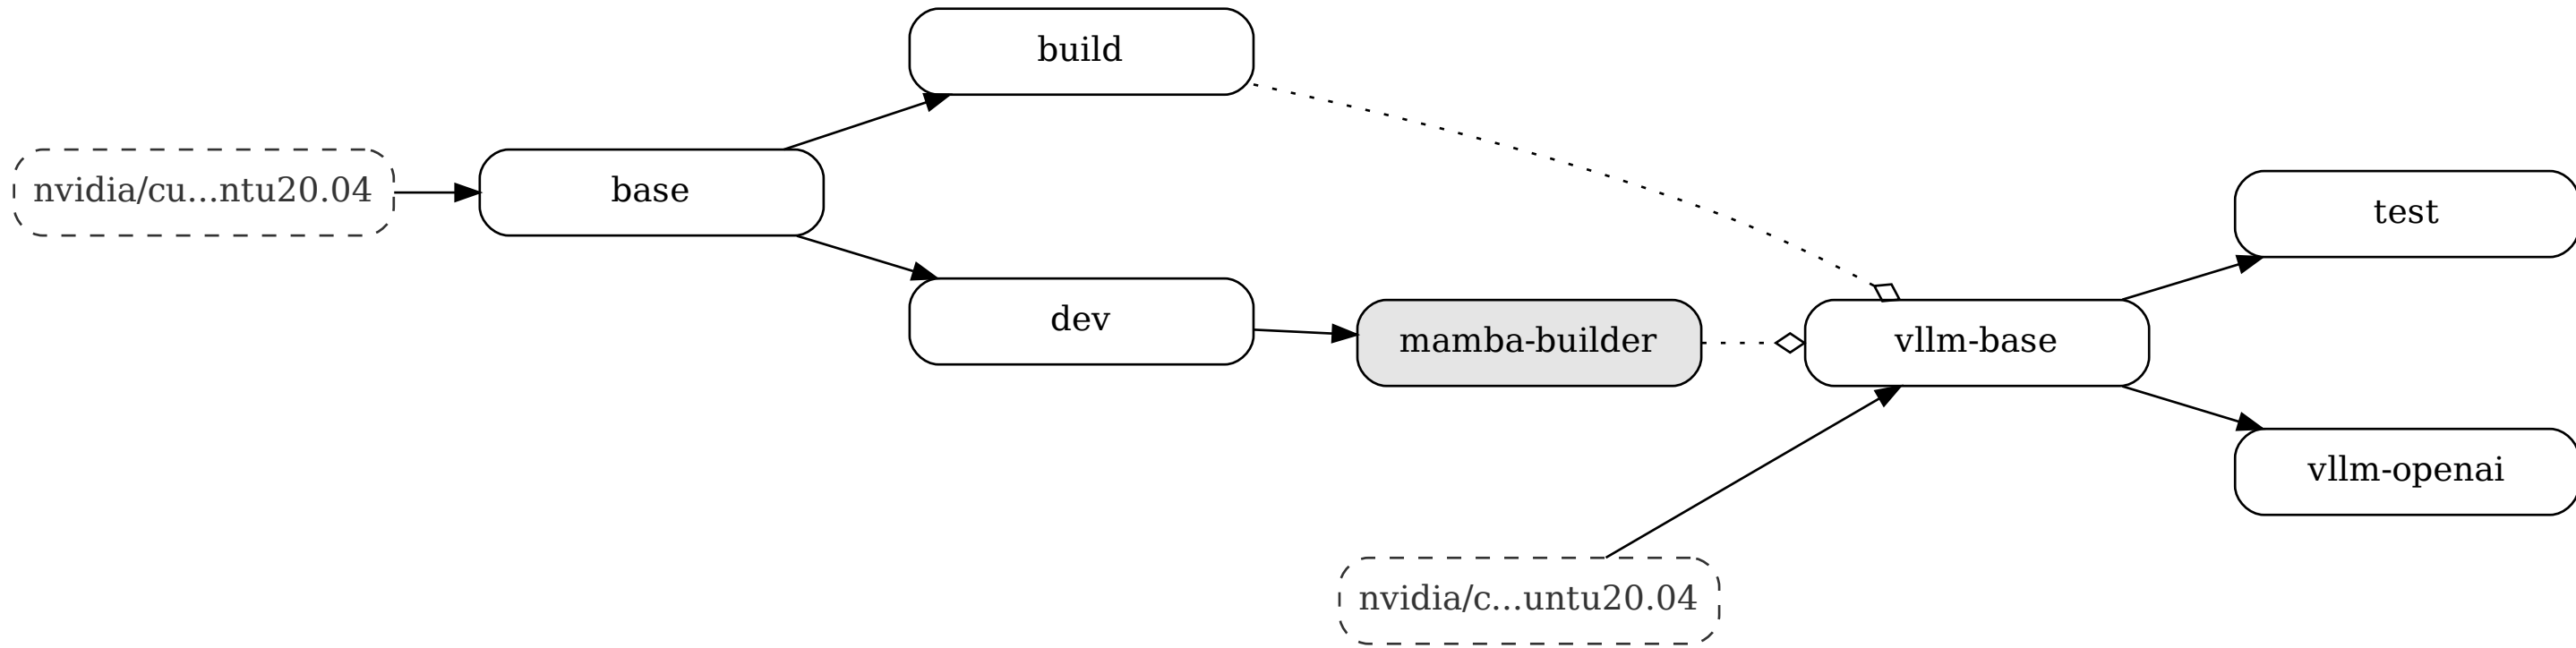 build
nvidia/cu...ntu20.04
base
test
dev
mamba-builder
vllm-base
vllm-openai
nvidia/c...untu20.04